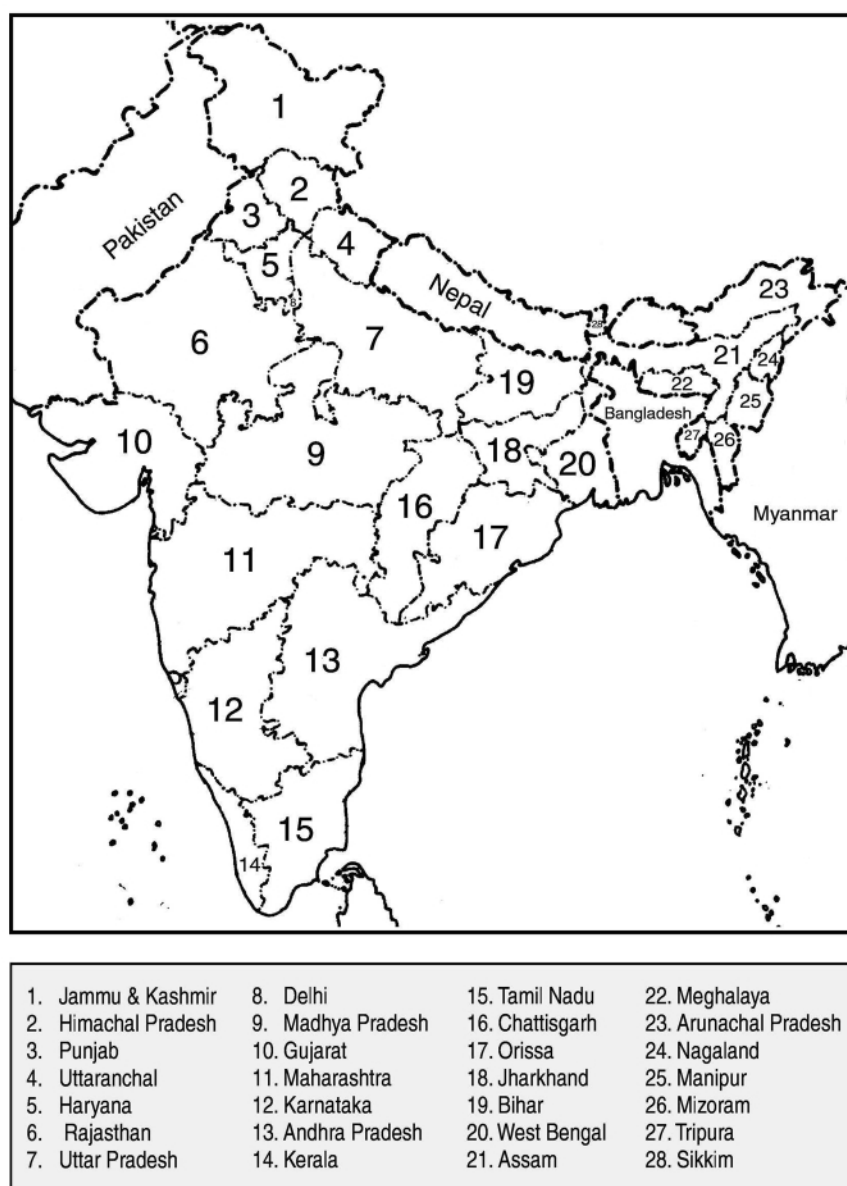 1
2
Pakistan
3
4
5
Nepal
23
8
28
6
7
21
24
19
22
25
Bangladesh
10
9
18
27
26
20
16
Myanmar
17
11
13
12
15
14
1. Jammu & Kashmir
2. Himachal Pradesh
3. Punjab
4. Uttaranchal
5. Haryana
6. Rajasthan
7. Uttar Pradesh
8. Delhi
9. Madhya Pradesh
10. Gujarat
11. Maharashtra
12. Karnataka
13. Andhra Pradesh
14. Kerala
15. Tamil Nadu
16. Chattisgarh
17. Orissa
18. Jharkhand
19. Bihar
20. West Bengal
21. Assam
22. Meghalaya
23. Arunachal Pradesh
24. Nagaland
25. Manipur
26. Mizoram
27. Tripura
28. Sikkim